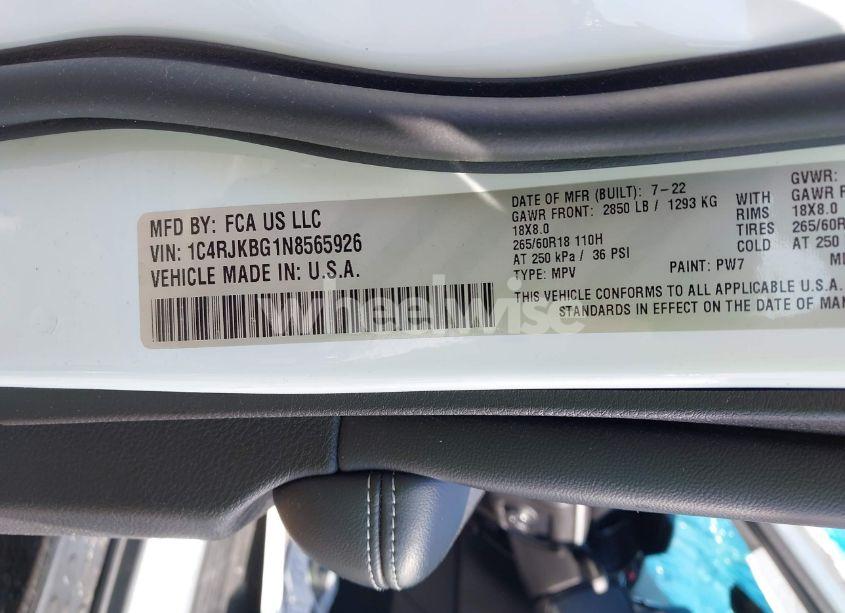 MFD BY: FCA US LLC
VIN: 1C4RJKBG1N8565926
VEHICLE MADE IN: U.S.A.
DATE OF MFR (BUILT): 7-22
GAWR FRONT: 2850 LB / 1293 KG
18X8.0
265/60R18 110H
AT 250 kPa / 36 PSI
TYPE: MPV
PAINT: PW7
WITH
RIMS
TIRES
COLD
GVWR:
GAWR
18X8.0
265/60R
AT 250
THIS VEHICLE CONFORMS TO ALL APPLICABLE U.S.A.
STANDARDS IN EFFECT ON THE DATE OF MAN
wheelwise